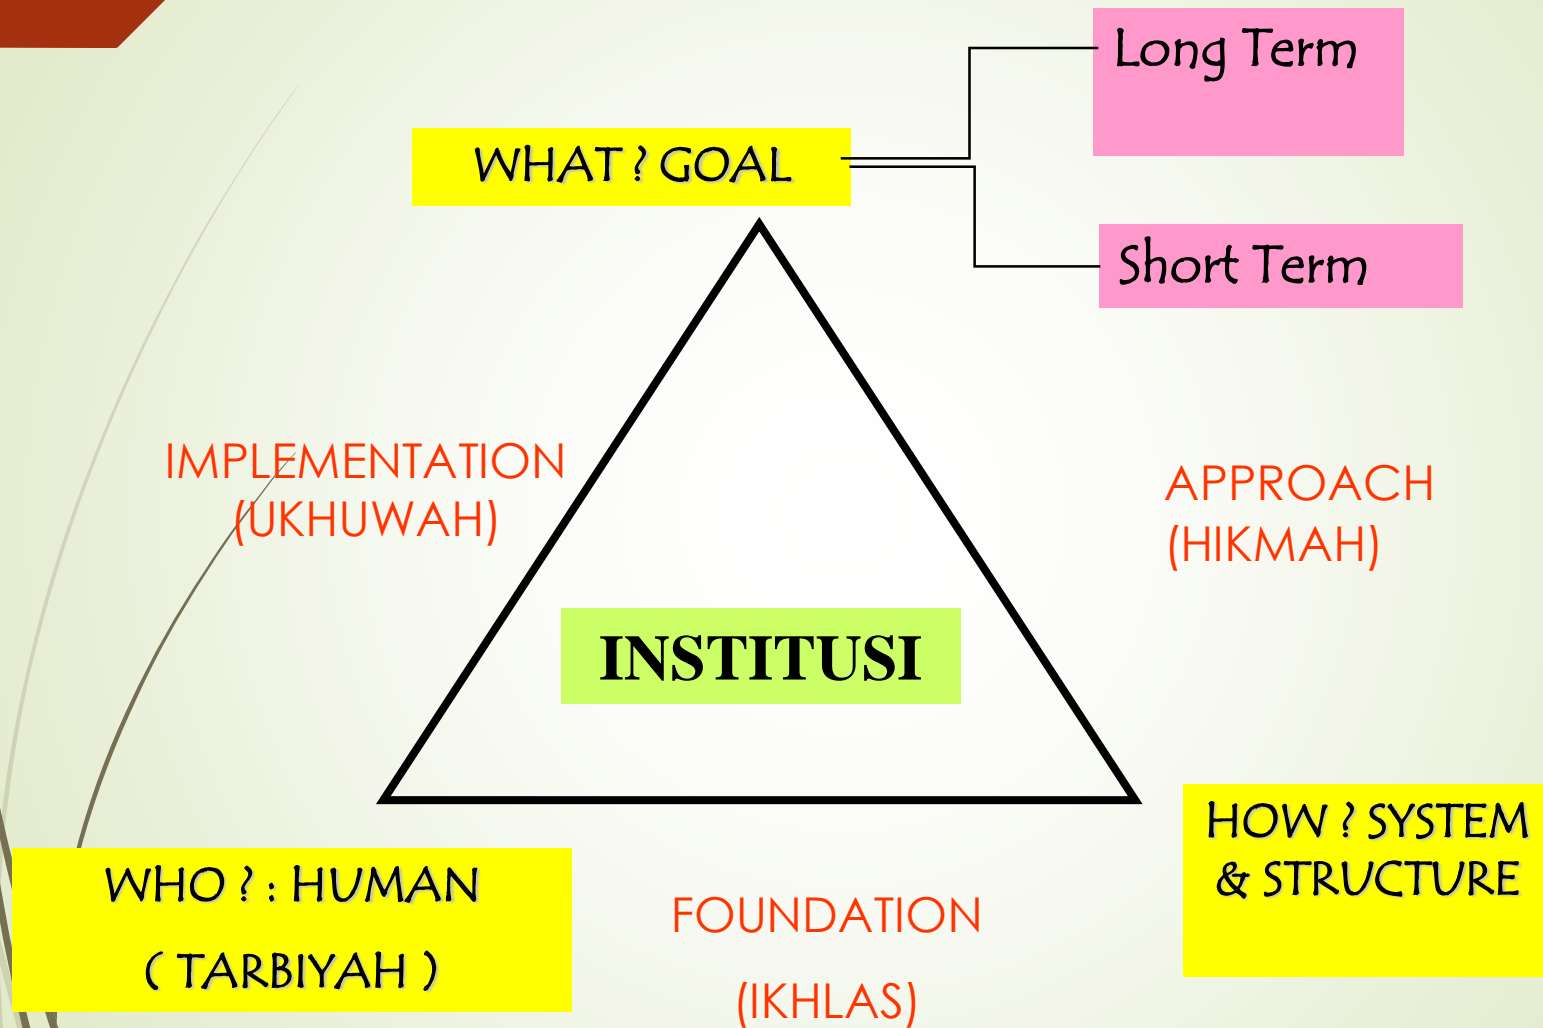 Long Term
WHAT ? GOAL
Short Term
IMPLEMENTATION
(UKHUWAH)
APPROACH
(HIKMAH)
INSTITUSI
HOW ? SYSTEM
& STRUCTURE
WHO ? : HUMAN
( TARBIYAH )
FOUNDATION
(IKHLAS)